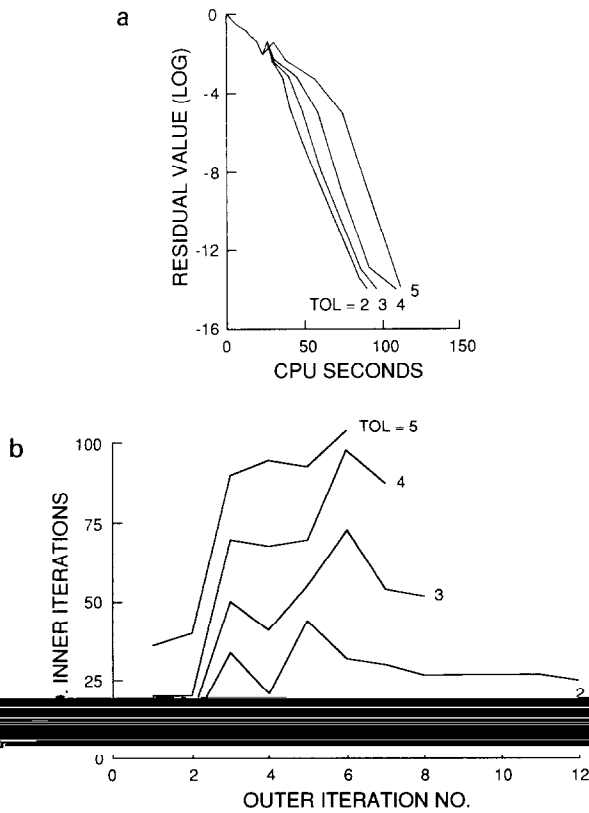 a
0
-4
-8
-12
-16
RESIDUAL VALUE (LOG)
TOL = 2 3 4 5
0 50 100 150
CPU SECONDS
b
100
75
50
25
0
INNER ITERATIONS
TOL = 5
4
3
2
0 2 4 6 8 10 12
OUTER ITERATION NO.